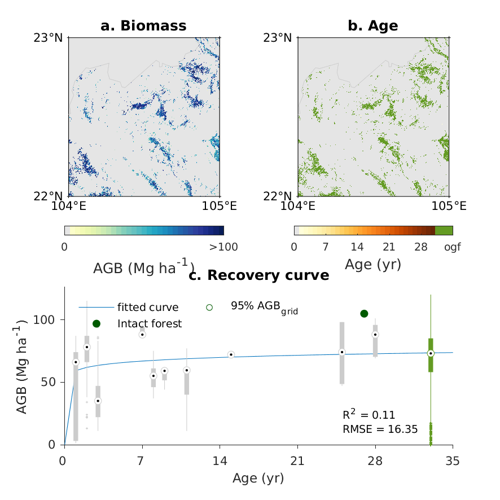 a. Biomass
b. Age
23°N
23°N
22°N
22°N
104°E
105°E
104°E
105°E
0
>100
0
7
14
21
28
ogf
AGB (Mg ha⁻¹)
Age (yr)
c. Recovery curve
fitted curve
95% AGB_grid
Intact forest
AGB (Mg ha⁻¹)
100
50
0
R² = 0.11
RMSE = 16.35
0
7
14
21
28
35
Age (yr)